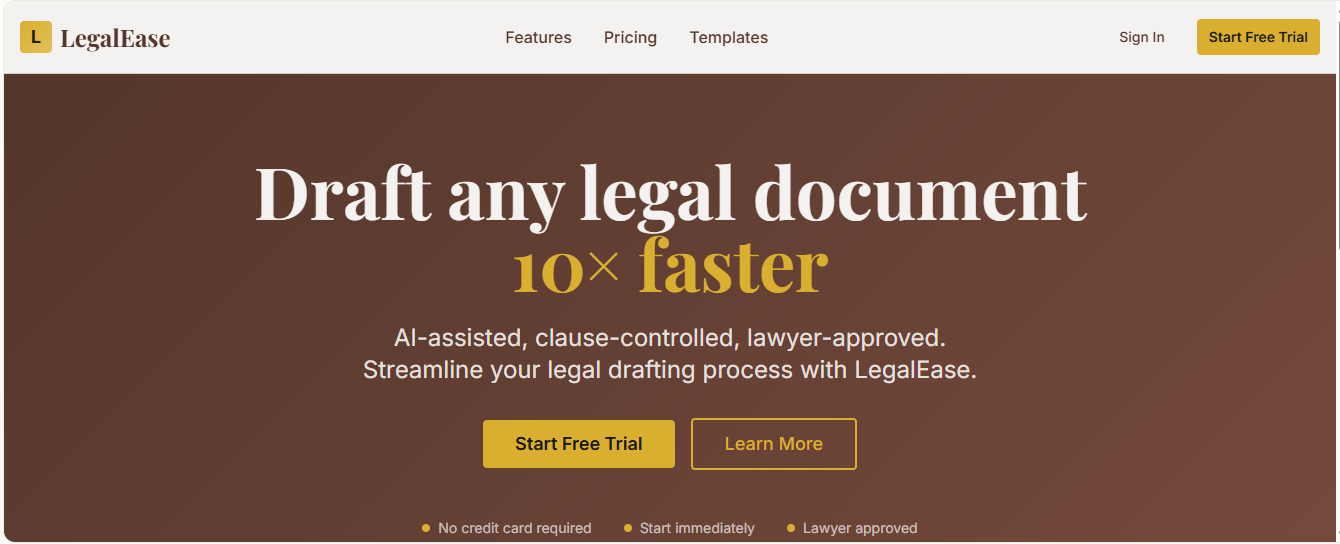 L LegalEase Features Pricing Templates Sign In Start Free Trial
Draft any legal document
10× faster
AI-assisted, clause-controlled, lawyer-approved.
Streamline your legal drafting process with LegalEase.
Start Free Trial Learn More
No credit card required Start immediately Lawyer approved